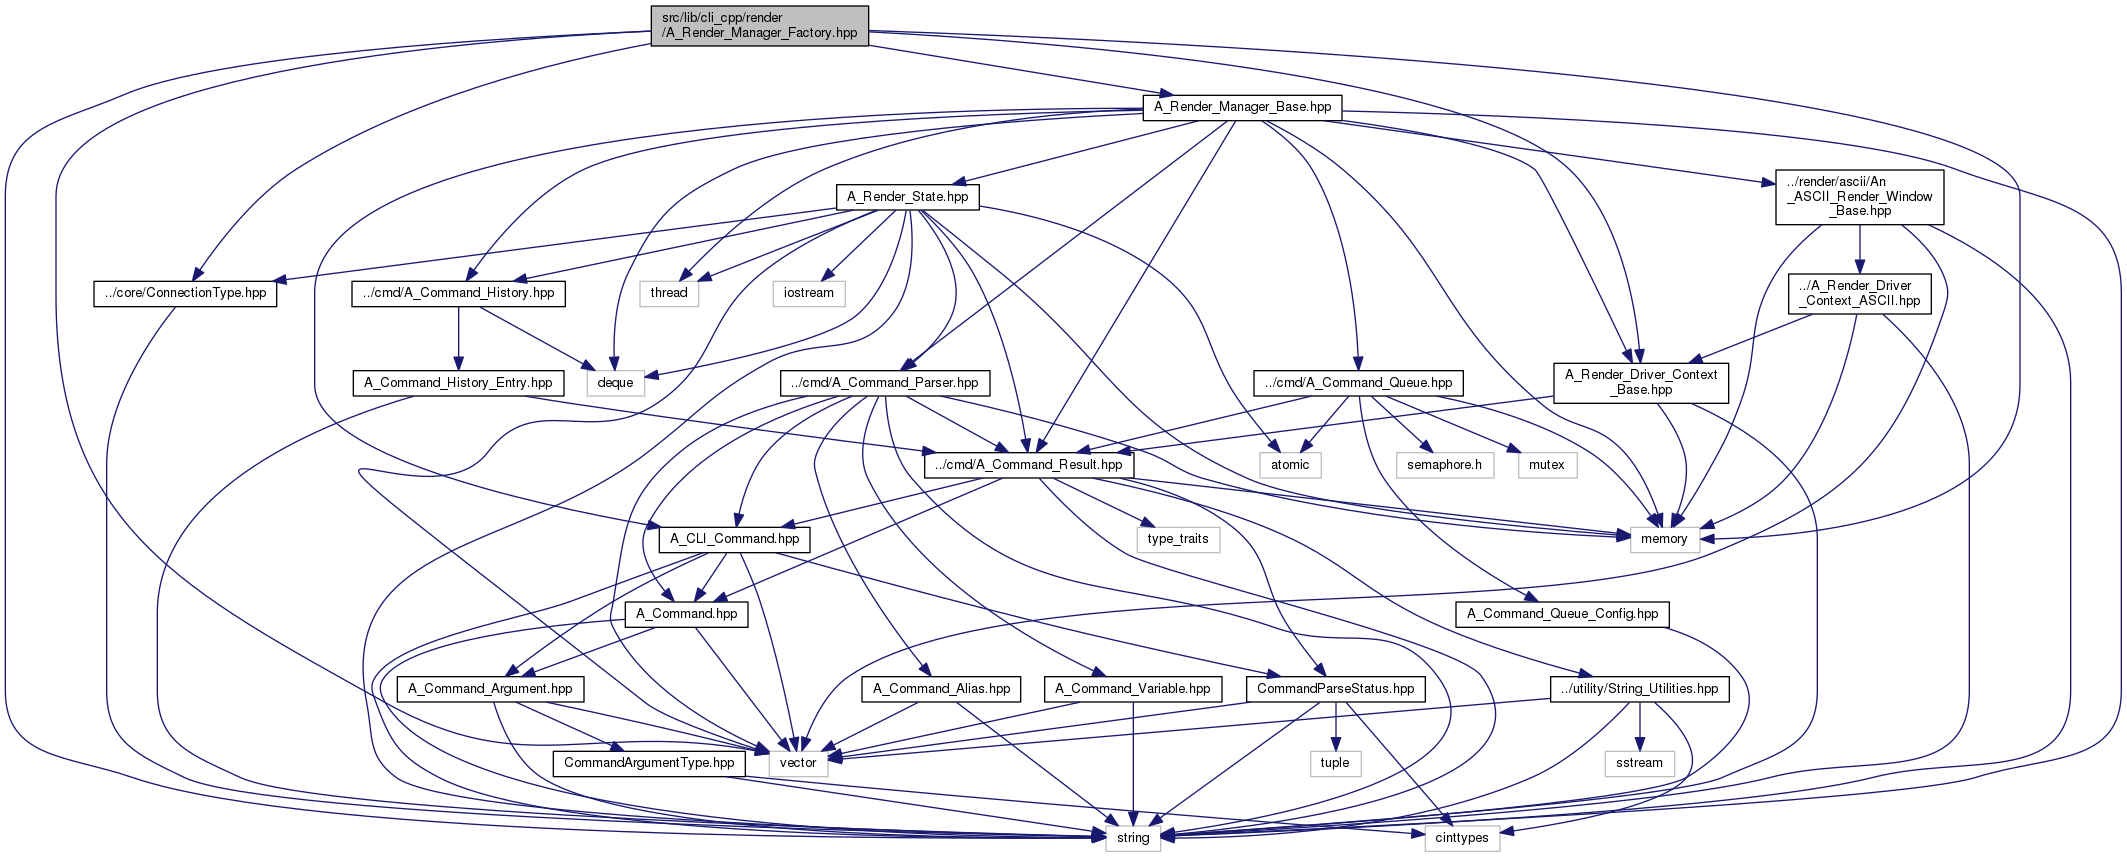 src/lib/cli_cpp/render
/A_Render_Manager_Factory.hpp
A_Render_Manager_Base.hpp
A_Render_State.hpp
../render/ascii/An
_ASCII_Render_Window
_Base.hpp
../core/ConnectionType.hpp
../cmd/A_Command_History.hpp
thread
iostream
../A_Render_Driver
_Context_ASCII.hpp
A_Command_History_Entry.hpp
deque
../cmd/A_Command_Parser.hpp
../cmd/A_Command_Queue.hpp
A_Render_Driver_Context
_Base.hpp
../cmd/A_Command_Result.hpp
atomic
semaphore.h
mutex
A_CLI_Command.hpp
type_traits
memory
A_Command.hpp
A_Command_Queue_Config.hpp
A_Command_Argument.hpp
A_Command_Alias.hpp
A_Command_Variable.hpp
CommandParseStatus.hpp
../utility/String_Utilities.hpp
CommandArgumentType.hpp
vector
tuple
sstream
string
cinttypes